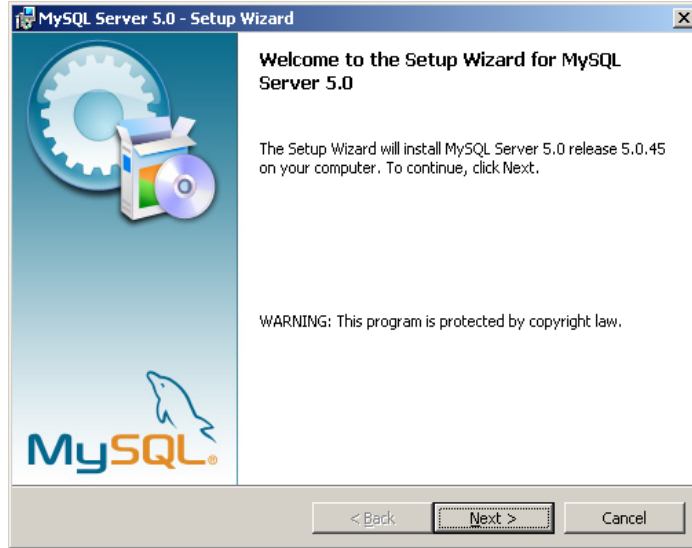 MySQL Server 5.0 - Setup Wizard
Welcome to the Setup Wizard for MySQL
Server 5.0
The Setup Wizard will install MySQL Server 5.0 release 5.0.45
on your computer. To continue, click Next.
WARNING: This program is protected by copyright law.
MySQL®
< Back Next > Cancel